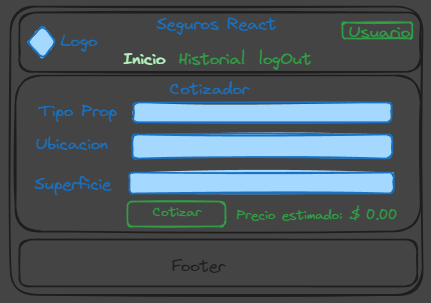 Seguros React
Usuario
Logo
Inicio Historial logOut
Cotizador
Tipo Prop
Ubicacion
Superficie
Cotizar
Precio estimado: $ 0.00
Footer